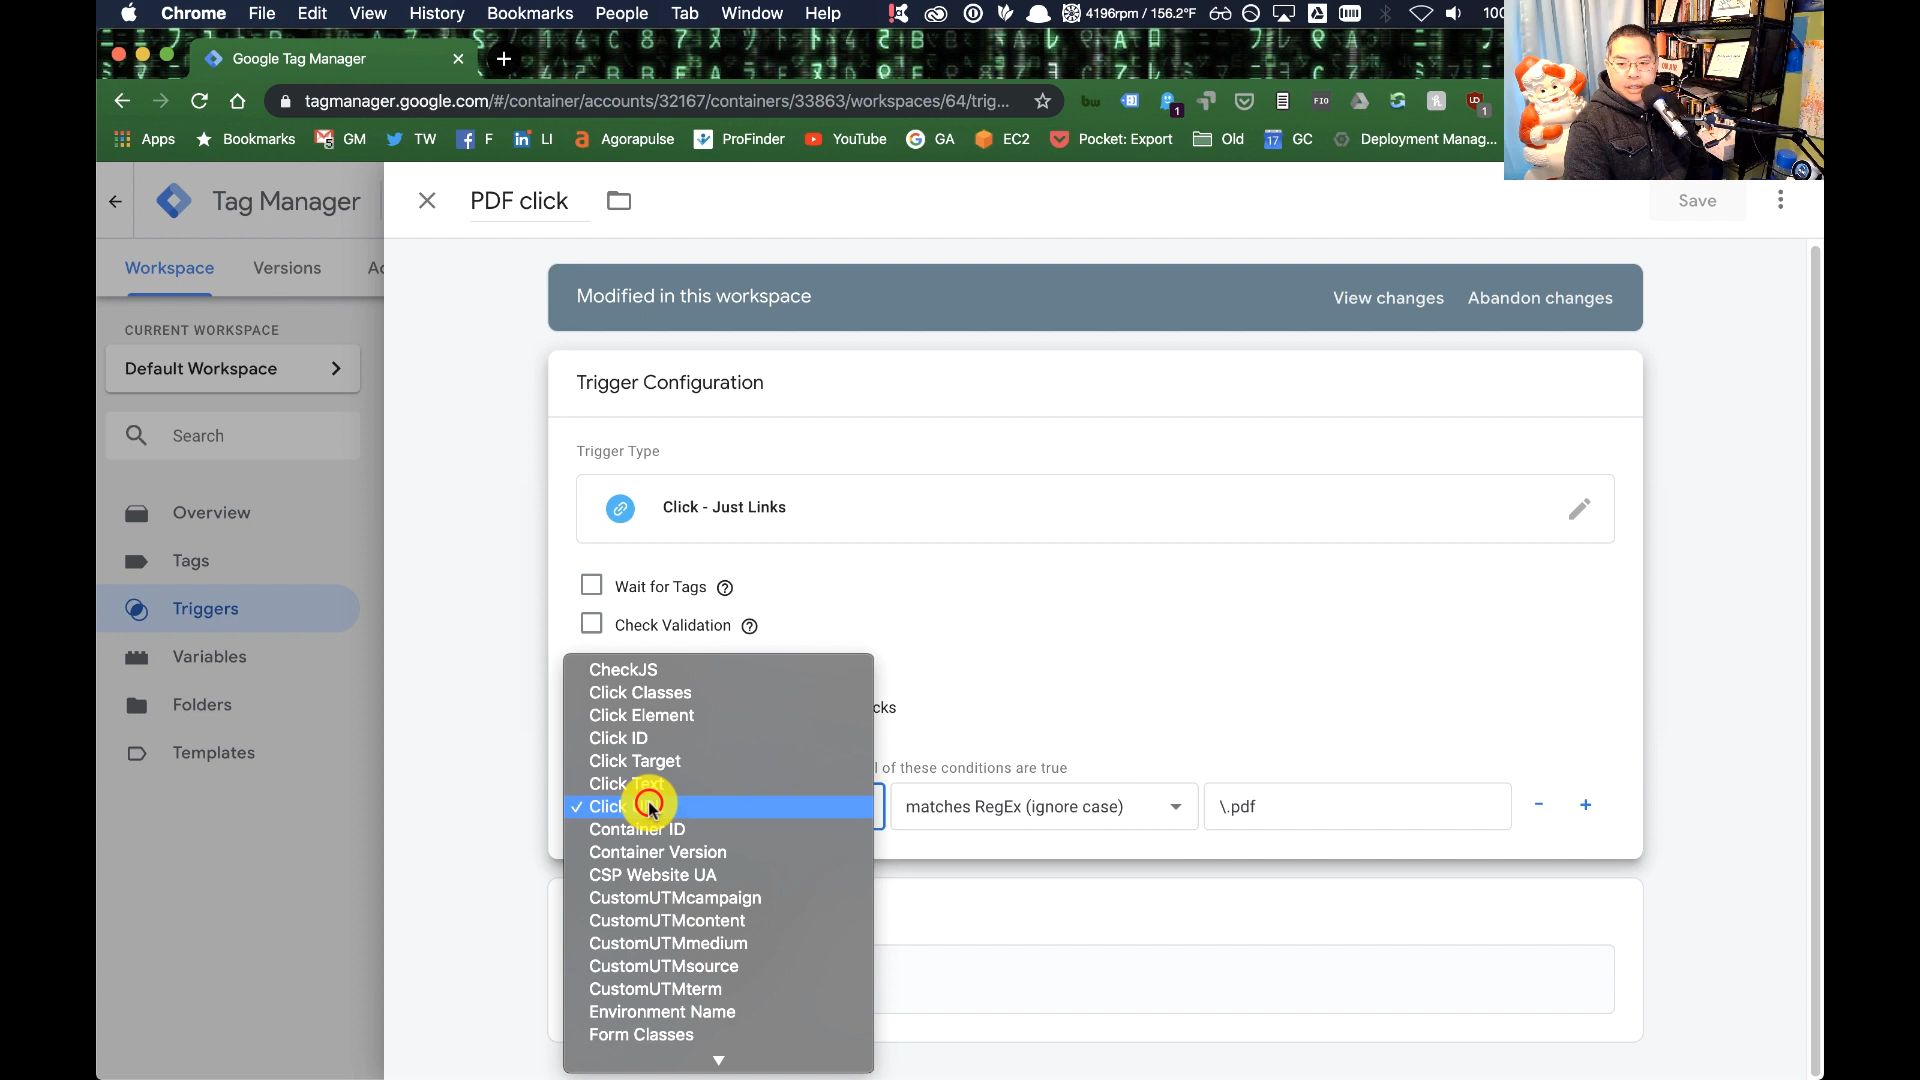 Chrome File Edit View History Bookmarks People Tab Window Help 4196rpm / 156.2°F 100
Google Tag Manager
tagmanager.google.com/#/container/accounts/32167/containers/33863/workspaces/64/trig...
Apps Bookmarks GM TW F LI Agorapulse ProFinder YouTube GA EC2 Pocket: Export Old GC Deployment Manag...
Tag Manager
PDF click
Save
Workspace Versions Ac
Modified in this workspace
View changes Abandon changes
CURRENT WORKSPACE
Default Workspace
Search
Overview
Tags
Triggers
Variables
Folders
Templates
Trigger Configuration
Trigger Type
Click - Just Links
Wait for Tags
Check Validation
CheckJS
Click Classes
Click Element
Click ID
Click Target
Click Text
Click
Container ID
Container Version
CSP Website UA
CustomUTMcampaign
CustomUTMcontent
CustomUTMmedium
CustomUTMsource
CustomUTMterm
Environment Name
Form Classes
cks
l of these conditions are true
matches RegEx (ignore case)
\.pdf